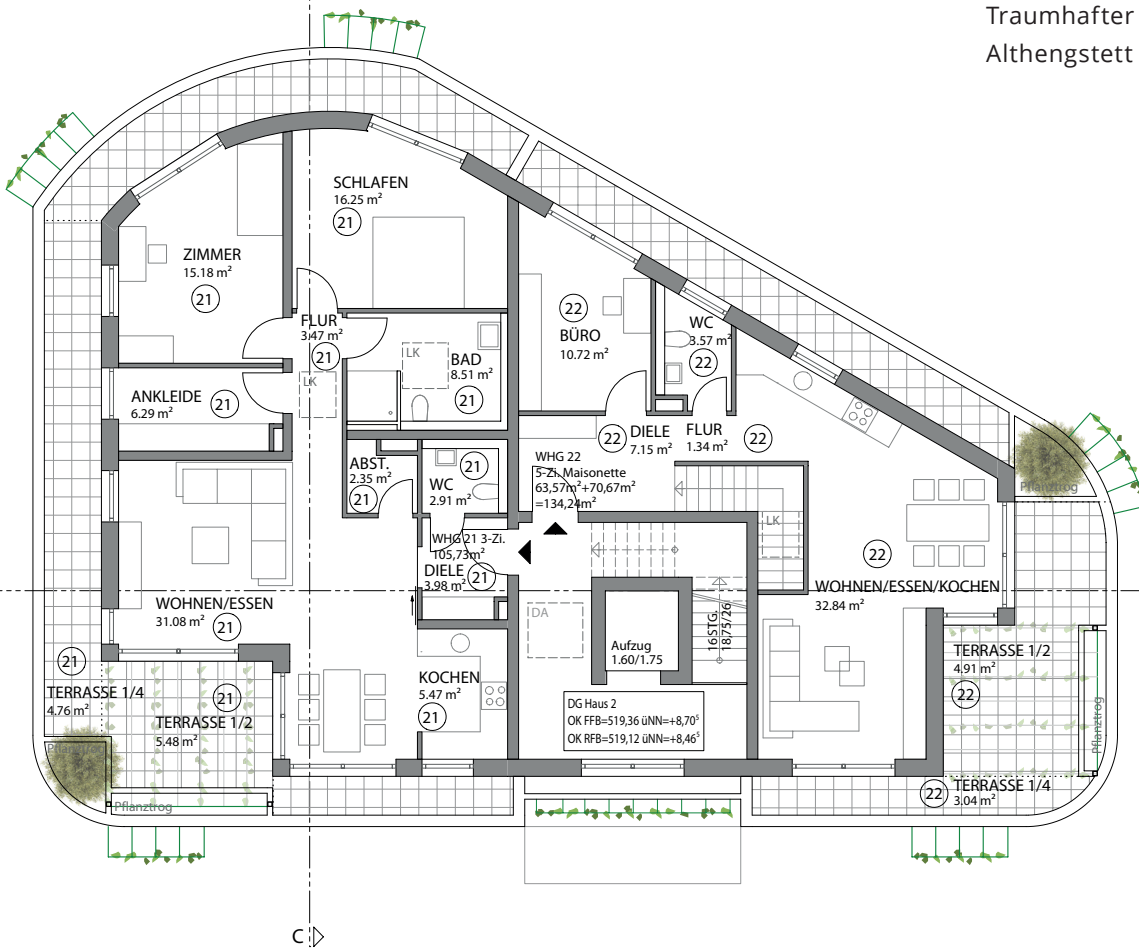 Traumhafter
Althengstett
SCHLAFEN
16.25 m²
21
ZIMMER
15.18 m²
21
FLUR
3.47 m²
21
LK
LK
BAD
8.51 m²
21
ANKLEIDE
6.29 m²
21
ABST.
2.35 m²
21
21
WC
2.91 m²
WHG 21 3-Zi.
105,73m²
DIELE
3.98 m²
21
WOHNEN/ESSEN
31.08 m²
21
KOCHEN
5.47 m²
21
21
TERRASSE 1/4
4.76 m²
21
TERRASSE 1/2
5.48 m²
Pflanztrog
Pflanztrog
22
BÜRO
10.72 m²
WC
3.57 m²
22
22
DIELE
7.15 m²
FLUR
1.34 m²
22
WHG 22
5-Zi. Maisonette
63,57m²+70,67m²
=134,24m²
LK
22
WOHNEN/ESSEN/KOCHEN
32.84 m²
DA
Aufzug
1.60/1.75
16STG.
18,75/26
DG Haus 2
OK FFB=519,36 üNN=+8,70⁵
OK RFB=519,12 üNN=+8,46⁵
Pflanztrog
TERRASSE 1/2
4.91 m²
22
Pflanztrog
22
TERRASSE 1/4
3.04 m²
C